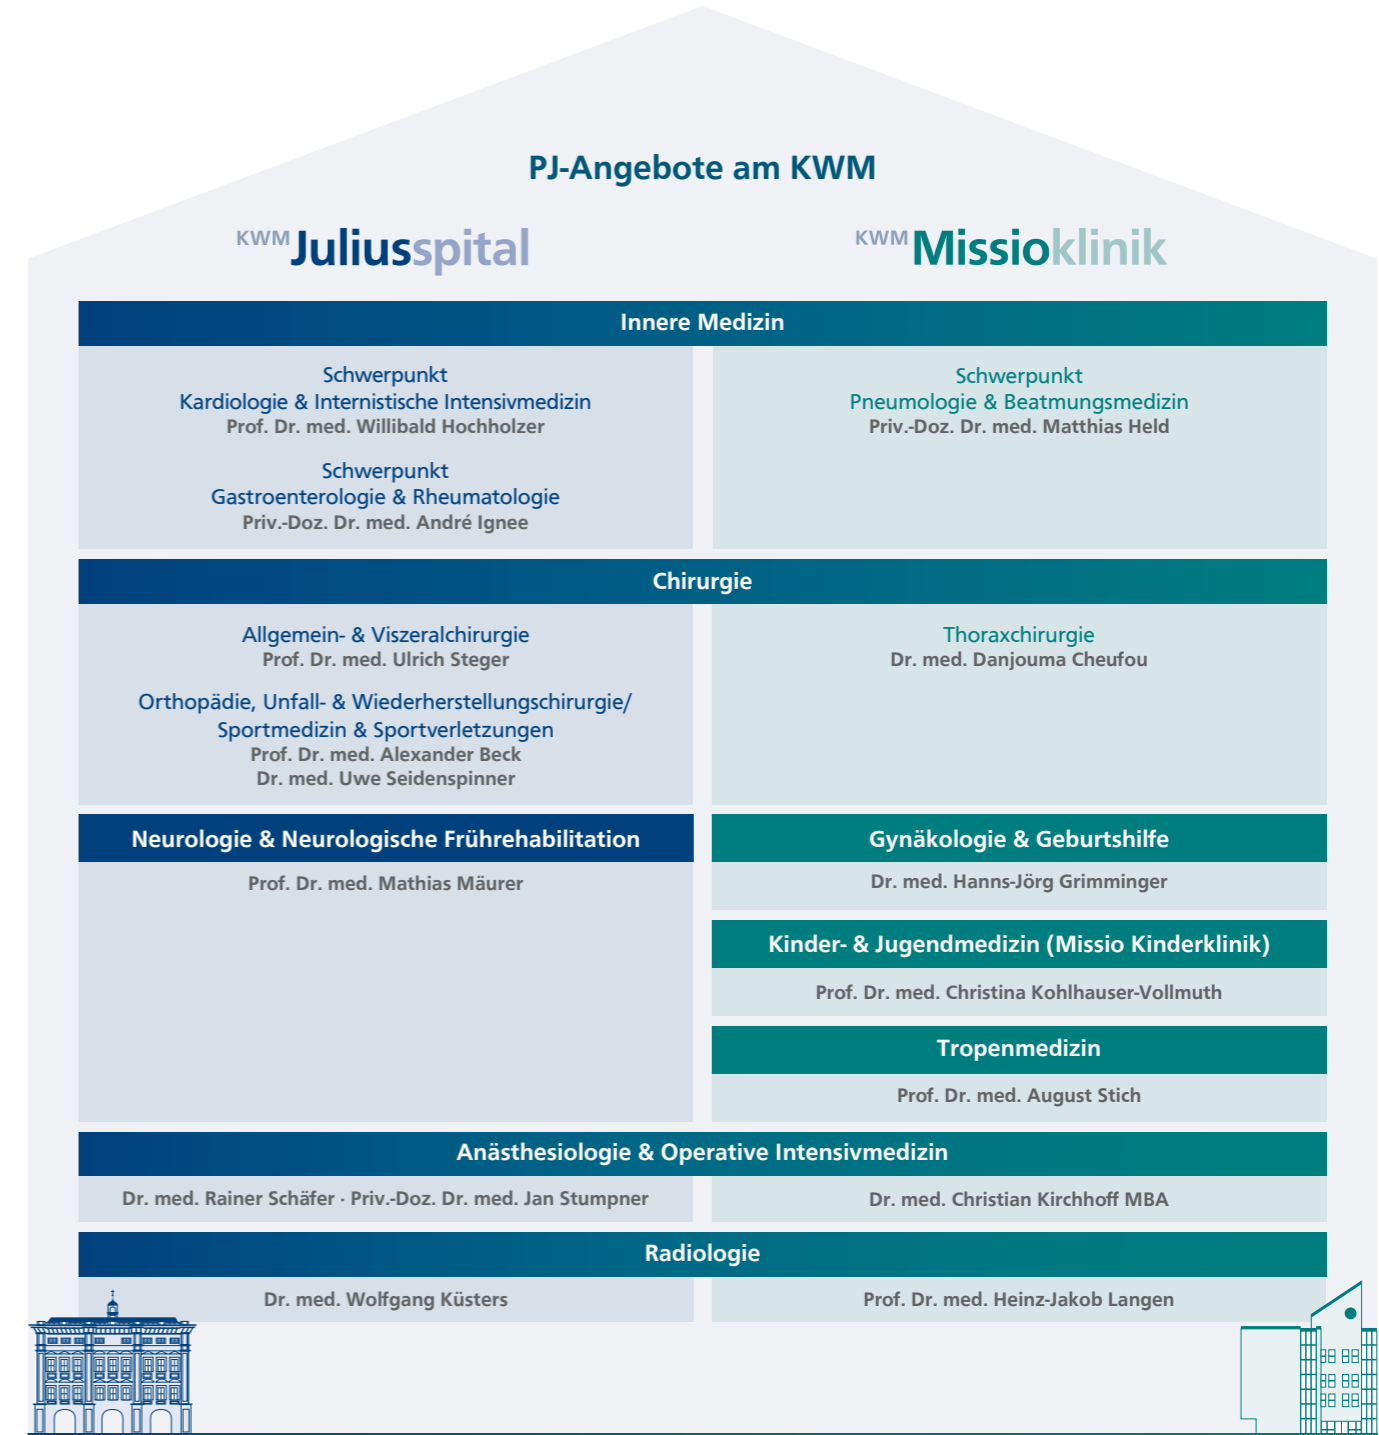 PJ-Angebote am KWM
KWM Juliusspital
KWM Missioklinik
Innere Medizin
Schwerpunkt
Kardiologie & Internistische Intensivmedizin
Prof. Dr. med. Willibald Hochholzer
Schwerpunkt
Gastroenterologie & Rheumatologie
Priv.-Doz. Dr. med. André Ignee
Schwerpunkt
Pneumologie & Beatmungsmedizin
Priv.-Doz. Dr. med. Matthias Held
Chirurgie
Allgemein- & Viszeralchirurgie
Prof. Dr. med. Ulrich Steger
Orthopädie, Unfall- & Wiederherstellungschirurgie/
Sportmedizin & Sportverletzungen
Prof. Dr. med. Alexander Beck
Dr. med. Uwe Seidenspinner
Thoraxchirurgie
Dr. med. Danjouma Cheufou
Neurologie & Neurologische Frührehabilitation
Prof. Dr. med. Mathias Mäurer
Gynäkologie & Geburtshilfe
Dr. med. Hanns-Jörg Grimminger
Kinder- & Jugendmedizin (Missio Kinderklinik)
Prof. Dr. med. Christina Kohlhauser-Vollmuth
Tropenmedizin
Prof. Dr. med. August Stich
Anästhesiologie & Operative Intensivmedizin
Dr. med. Rainer Schäfer · Priv.-Doz. Dr. med. Jan Stumpner
Dr. med. Christian Kirchhoff MBA
Radiologie
Dr. med. Wolfgang Küsters
Prof. Dr. med. Heinz-Jakob Langen